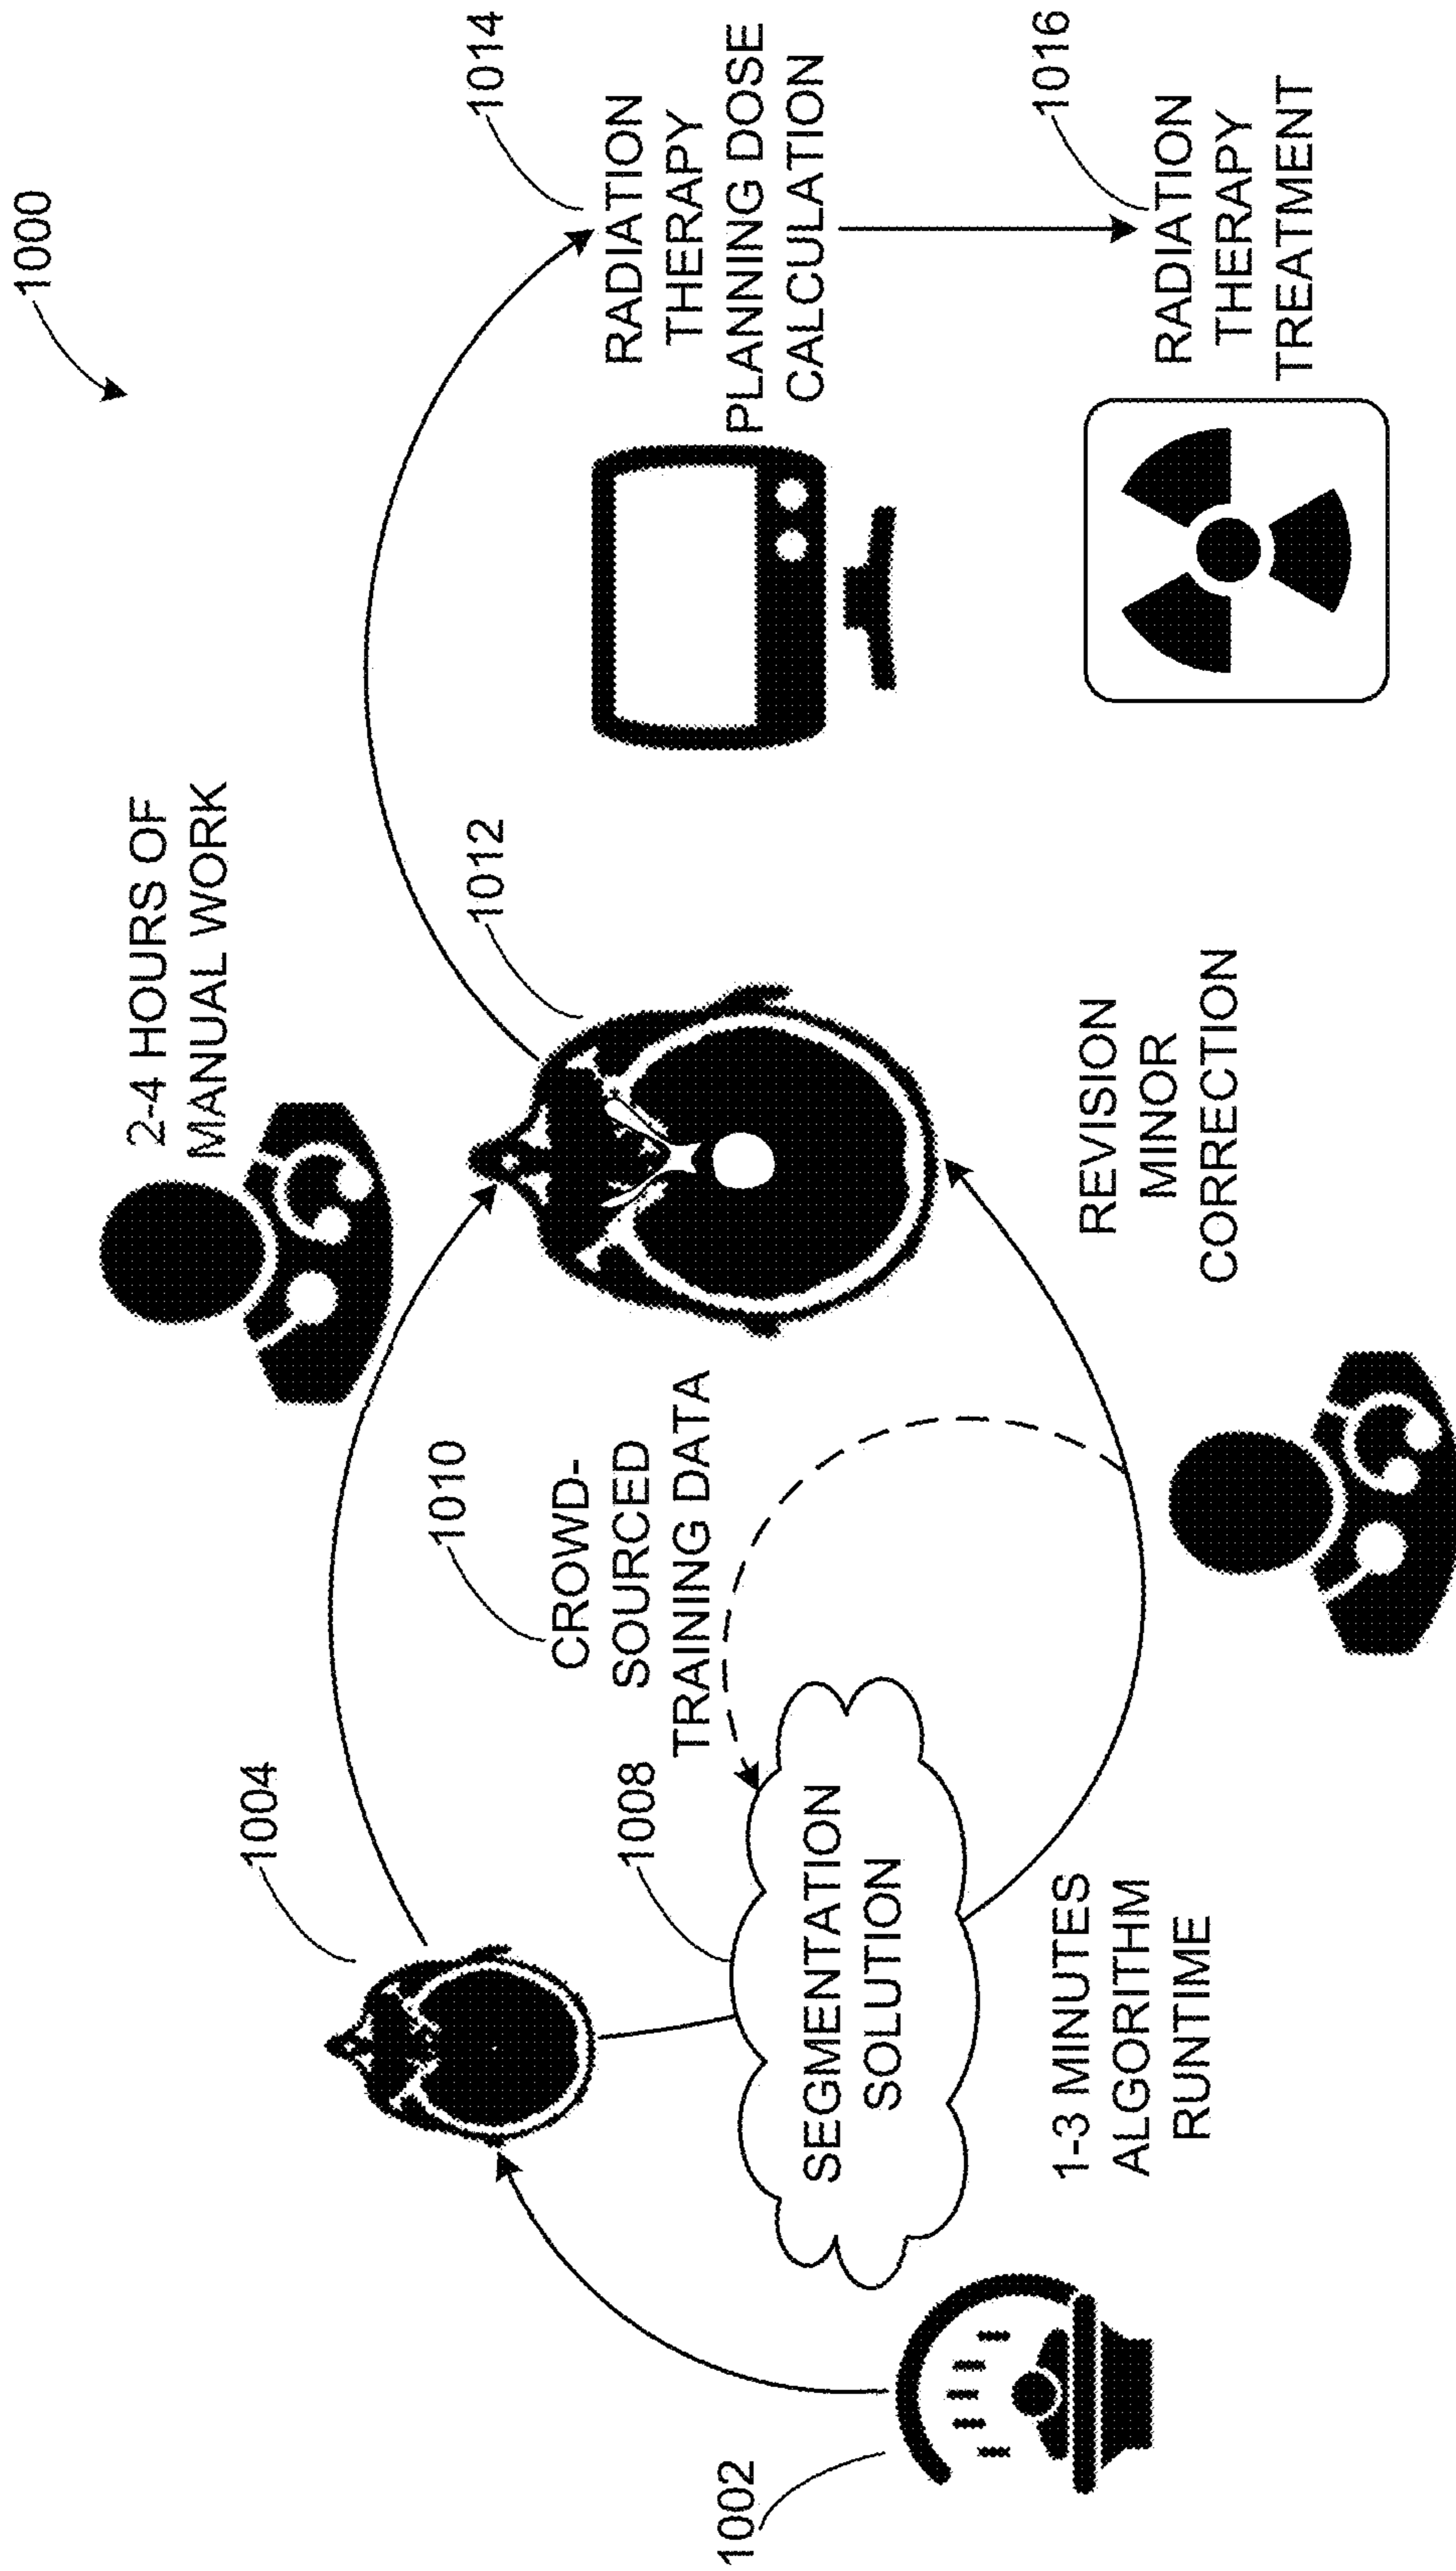 1000
2-4 HOURS OF
MANUAL WORK
1004
1010
CROWD-
SOURCED
TRAINING DATA
1012
1014
RADIATION
THERAPY
PLANNING DOSE
CALCULATION
1008
SEGMENTATION
SOLUTION
1002
1-3 MINUTES
ALGORITHM
RUNTIME
REVISION
MINOR
CORRECTION
1016
RADIATION
THERAPY
TREATMENT